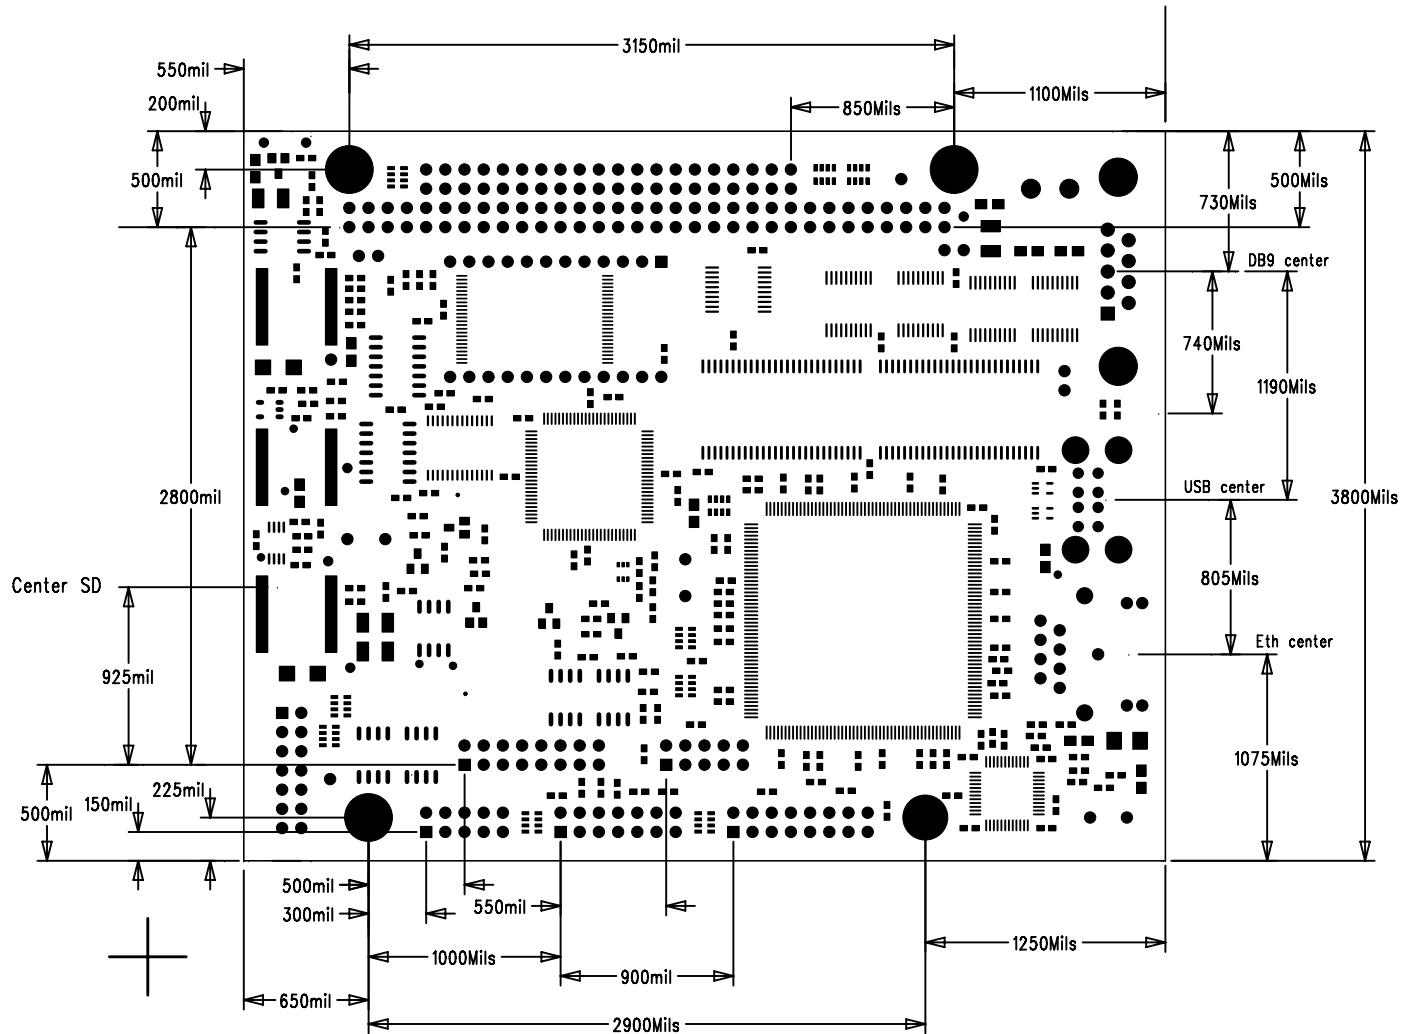 3150mil
550mil
1100Mils
200mil
850Mils
500mil
500Mils
730Mils
DB9 center
740Mils
1190Mils
2800mil
USB center
3800Mils
Center SD
805Mils
Eth center
925mil
1075Mils
225mil
150mil
500mil
500mil
550mil
300mil
1250Mils
1000Mils
900mil
650mil
2900Mils